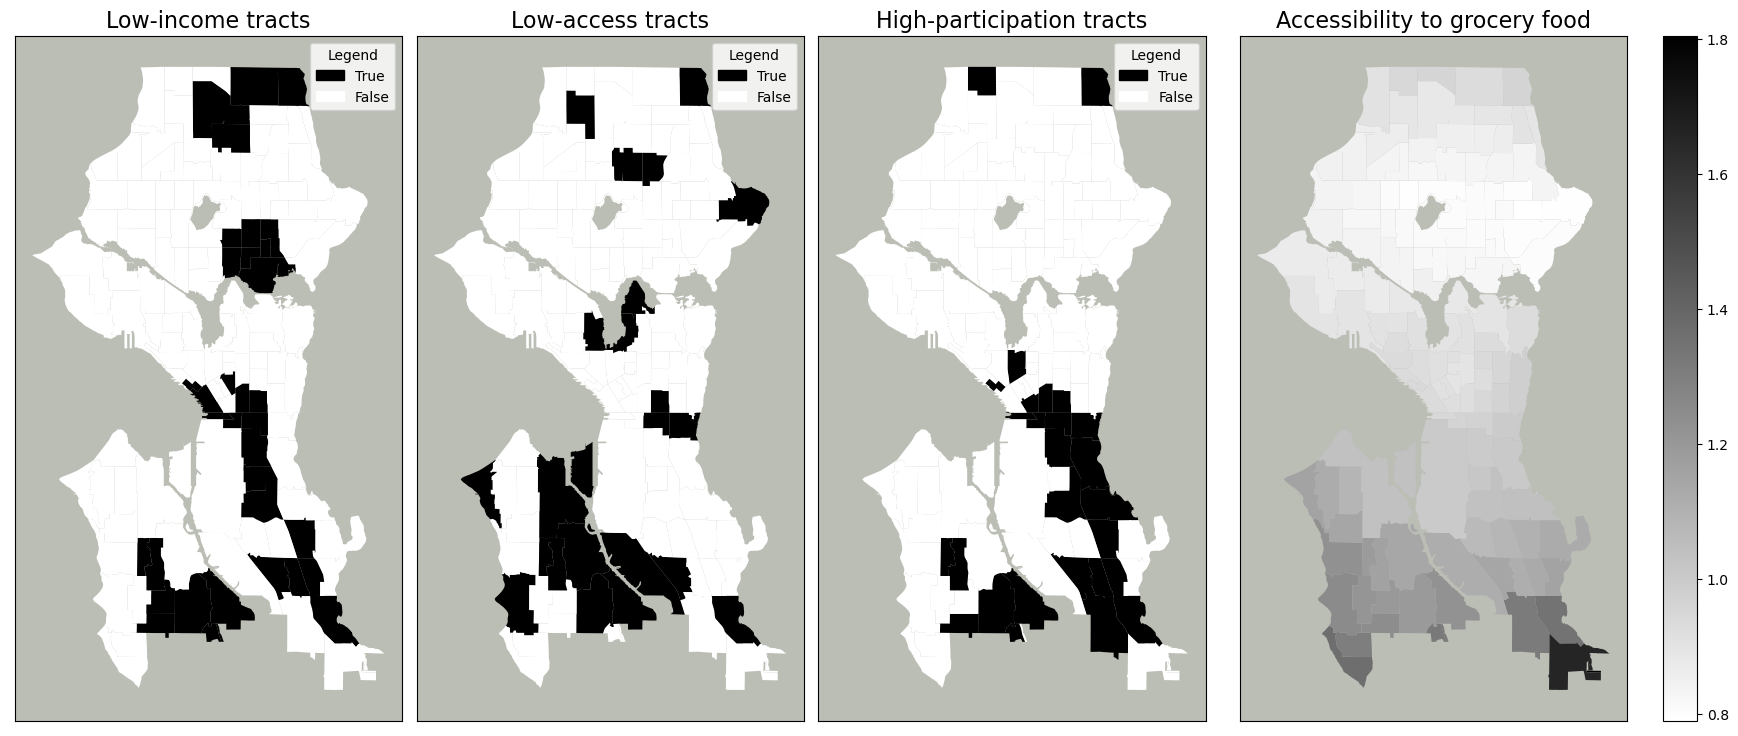 Low-income tracts
Legend
True
False
Low-access tracts
Legend
True
False
High-participation tracts
Legend
True
False
Accessibility to grocery food
1.8
1.6
1.4
1.2
1.0
0.8